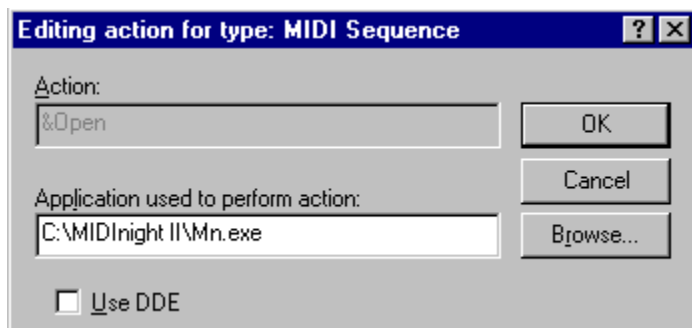 Editing action for type: MIDI Sequence
Action:
&Open
OK
Cancel
Application used to perform action:
C:\MIDInight II\Mn.exe
Browse...
Use DDE